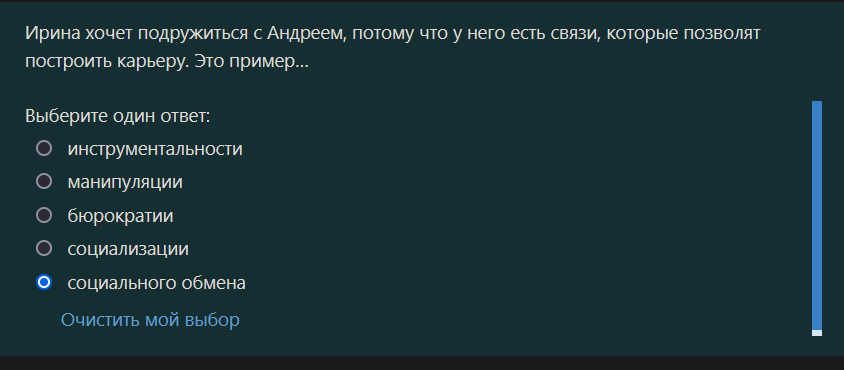 Ирина хочет подружиться с Андреем, потому что у него есть связи, которые позволят
построить карьеру. Это пример...
Выберите один ответ:
инструментальности
манипуляции
бюрократии
социализации
социального обмена
Очистить мой выбор